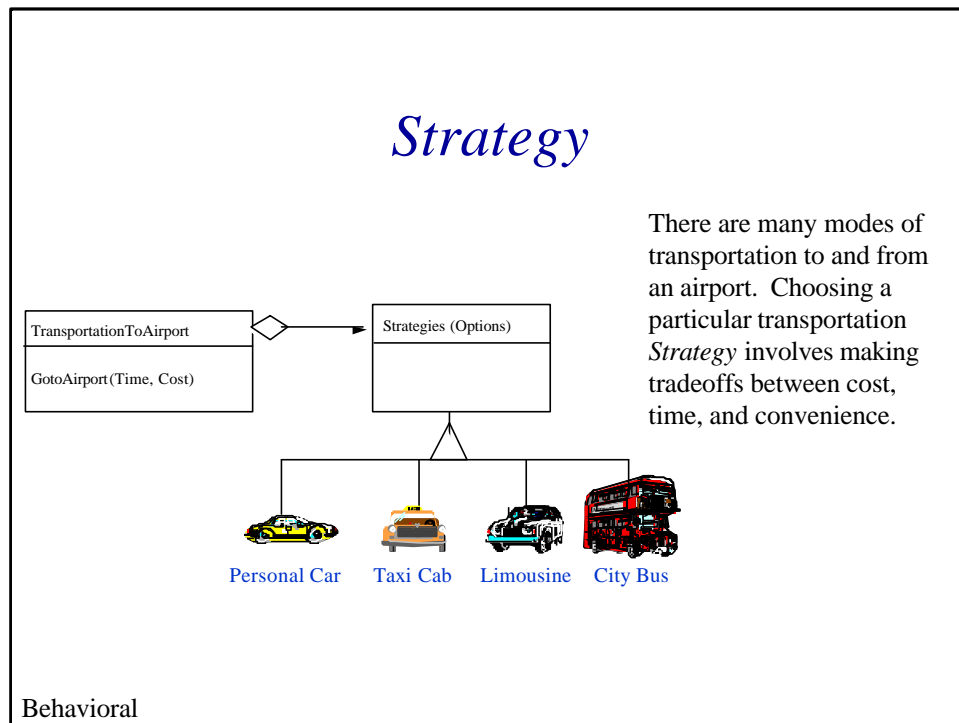 Strategy
There are many modes of
transportation to and from
an airport. Choosing a
particular transportation
Strategy involves making
tradeoffs between cost,
time, and convenience.
TransportationToAirport
GotoAirport(Time, Cost)
Strategies (Options)
Personal Car
Taxi Cab
Limousine
City Bus
Behavioral